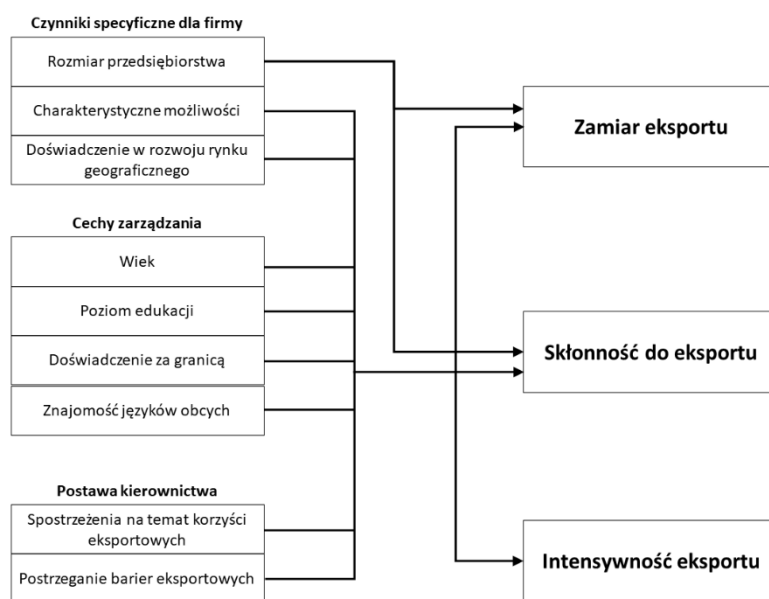 Czynniki specyficzne dla firmy
Rozmiar przedsiębiorstwa
Charakterystyczne możliwości
Doświadczenie w rozwoju rynku
geograficznego
Cechy zarządzania
Wiek
Poziom edukacji
Doświadczenie za granicą
Znajomość języków obcych
Postawa kierownictwa
Spostrzeżenia na temat korzyści
eksportowych
Postrzeganie barier eksportowych
Zamiar eksportu
Skłonność do eksportu
Intensywność eksportu